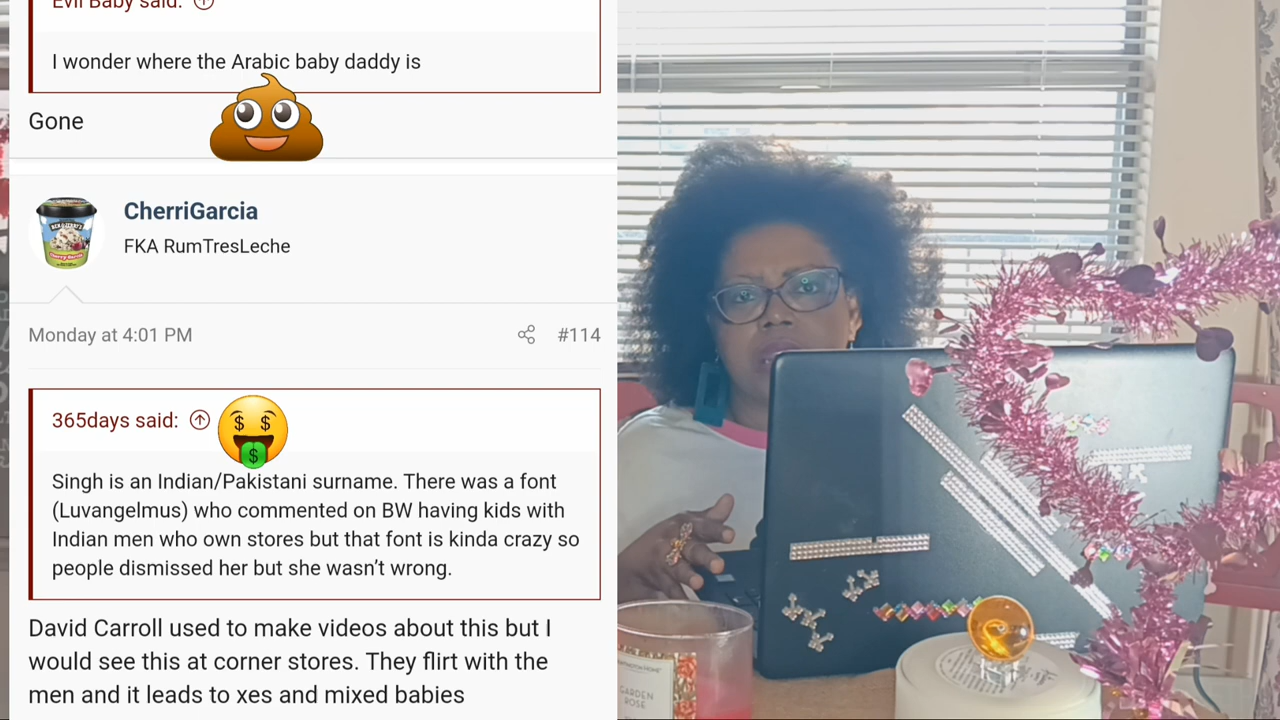 Evil Baby said:
I wonder where the Arabic baby daddy is
Gone
CherriGarcia
FKA RumTresLeche
Monday at 4:01 PM
#114
365days said:
Singh is an Indian/Pakistani surname. There was a font
(Luvangelmus) who commented on BW having kids with
Indian men who own stores but that font is kinda crazy so
people dismissed her but she wasn't wrong.
David Carroll used to make videos about this but I
would see this at corner stores. They flirt with the
men and it leads to xes and mixed babies
GARDEN
ROSE